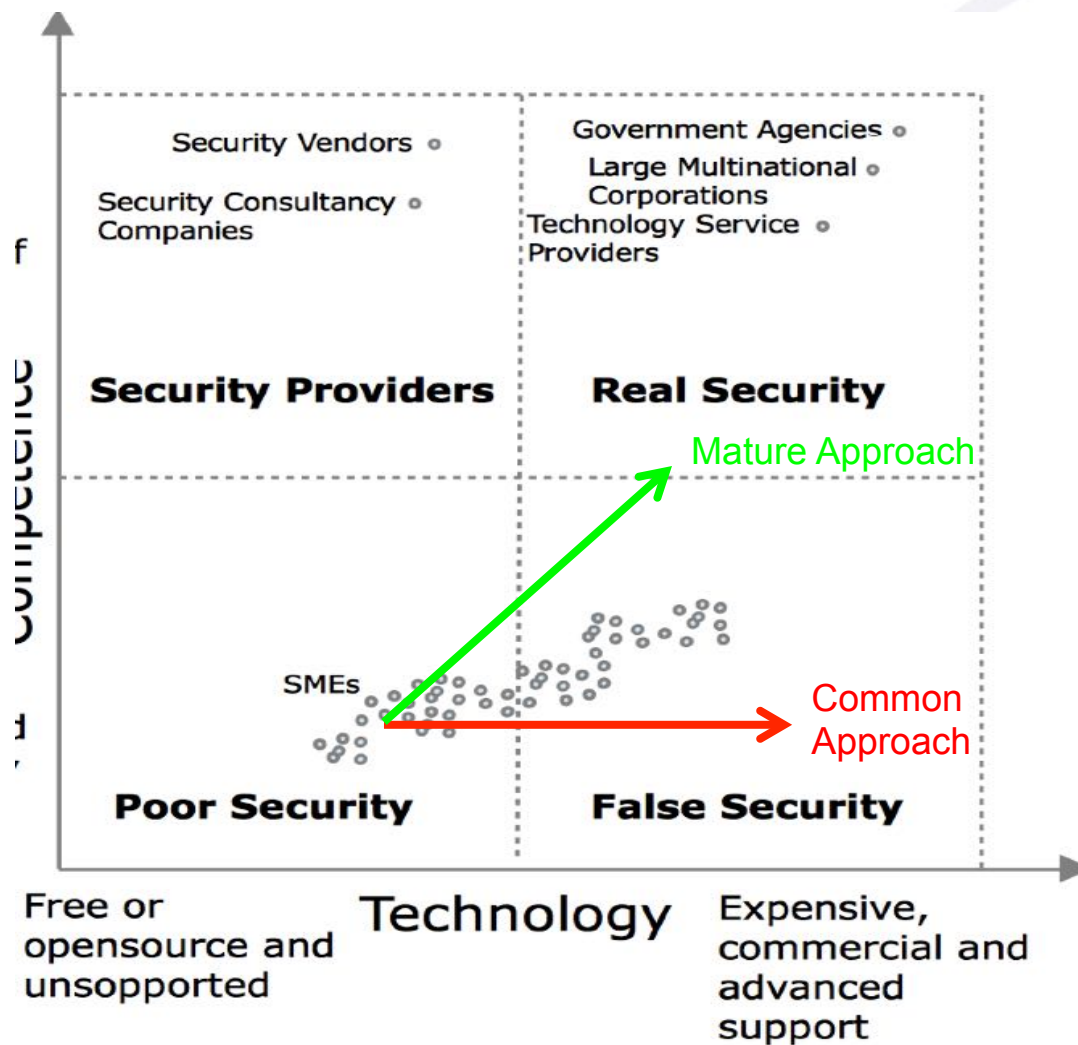 Security Vendors
Security Consultancy
Companies
Government Agencies
Large Multinational
Corporations
Technology Service
Providers
f
Competence
d
Security Providers
Real Security
Mature Approach
SMEs
Common
Approach
Poor Security
False Security
Free or
opensource and
unsopported
Technology
Expensive,
commercial and
advanced
support